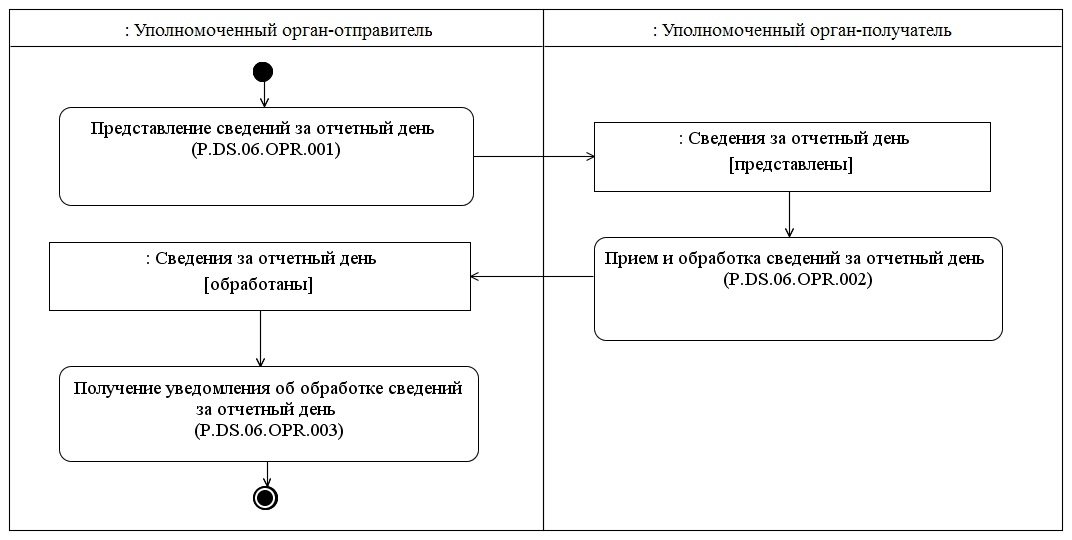 : Уполномоченный орган-отправитель
: Уполномоченный орган-получатель
Представление сведений за отчетный день
(P.DS.06.OPR.001)
: Сведения за отчетный день
[представлены]
Прием и обработка сведений за отчетный день
(P.DS.06.OPR.002)
: Сведения за отчетный день
[обработаны]
Получение уведомления об обработке сведений
за отчетный день
(P.DS.06.OPR.003)